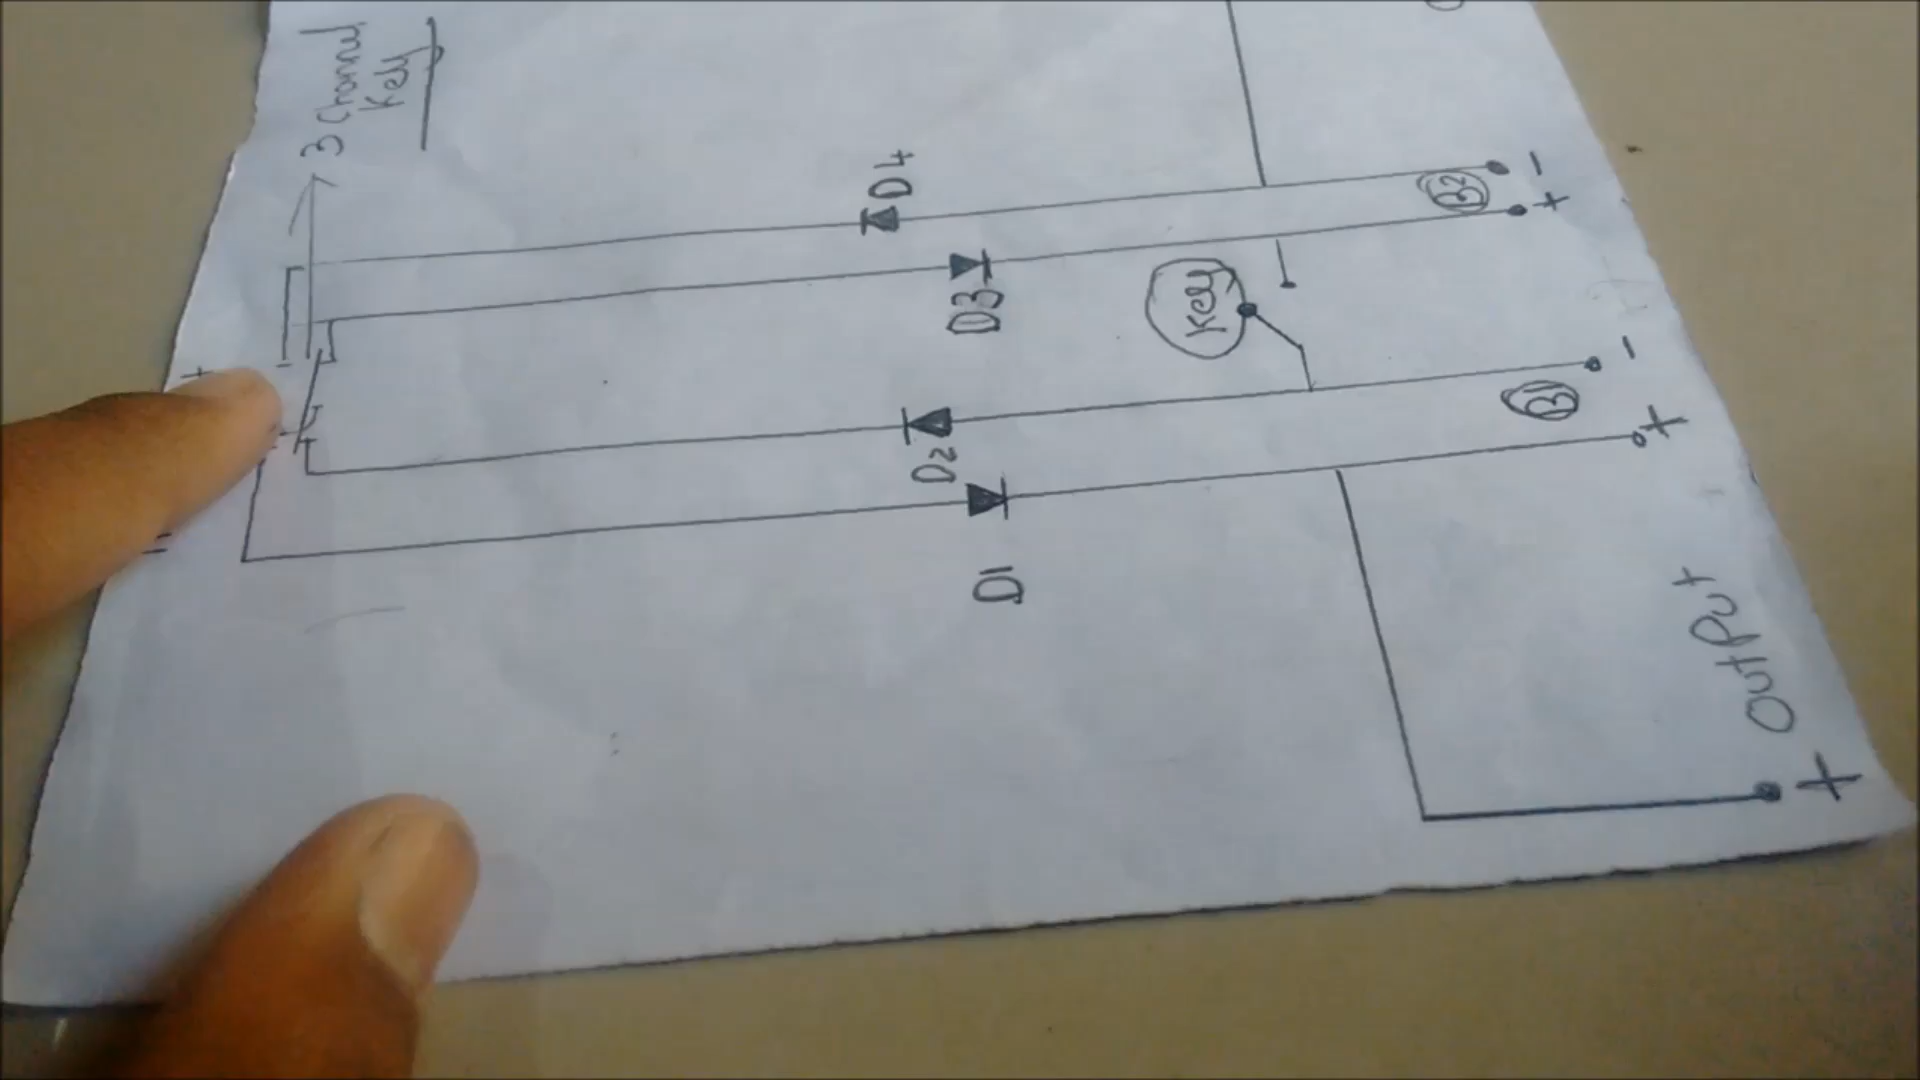 3 Channel
Key
D4
D3
Key
D2
D1
B2
-
+
B1
-
+
OutPut
+